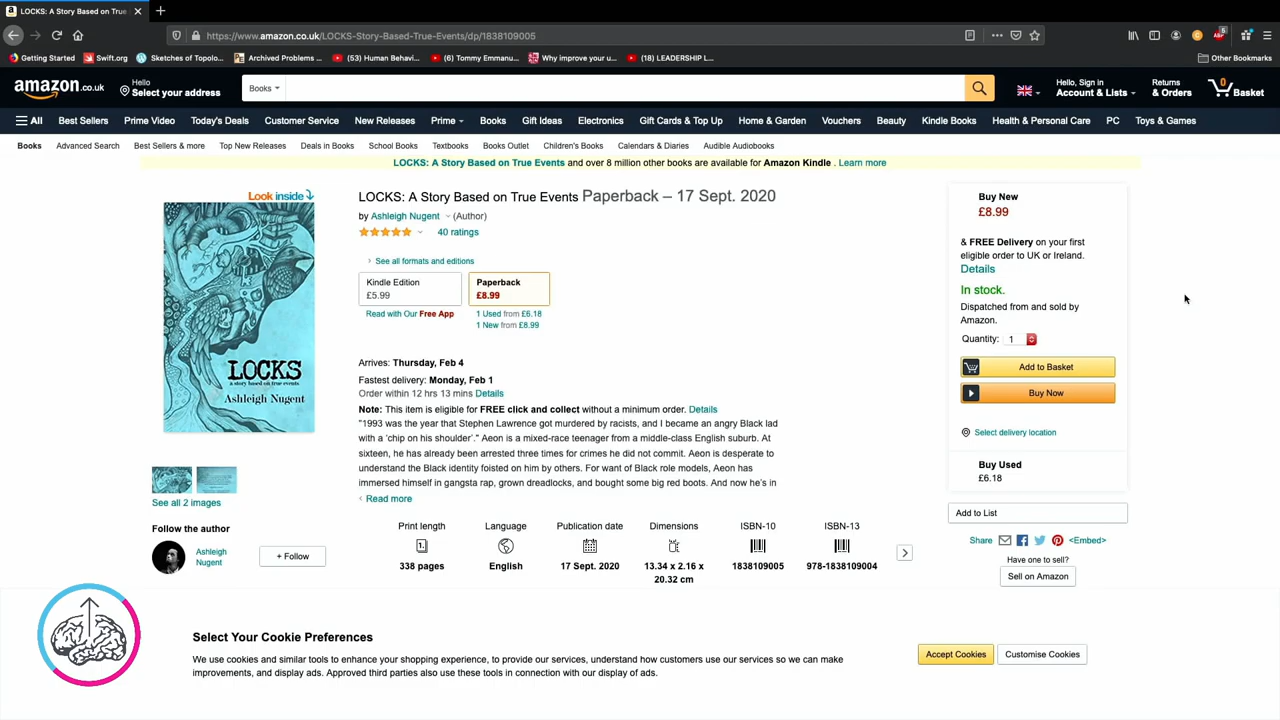 LOCKS: A Story Based on True
https://www.amazon.co.uk/LOCKS-Story-Based-True-Events/dp/1838109005
Getting Started
Swift.org
Sketches of Topolo...
Archived Problems ...
(53) Human Behavi...
(6) Tommy Emmanu...
Why improve your u...
(18) LEADERSHIP L...
Other Bookmarks
amazon.co.uk
Hello
Select your address
Books
Hello, Sign in
Account & Lists
Returns
& Orders
0
Basket
All
Best Sellers
Prime Video
Today's Deals
Customer Service
New Releases
Prime
Books
Gift Ideas
Electronics
Gift Cards & Top Up
Home & Garden
Vouchers
Beauty
Kindle Books
Health & Personal Care
PC
Toys & Games
Books
Advanced Search
Best Sellers & more
Top New Releases
Deals in Books
School Books
Textbooks
Books Outlet
Children's Books
Calendars & Diaries
Audible Audiobooks
LOCKS: A Story Based on True Events and over 8 million other books are available for Amazon Kindle . Learn more
Look inside
LOCKS
a story based on true events
Ashleigh Nugent
See all 2 images
Follow the author
Ashleigh
Nugent
+ Follow
LOCKS: A Story Based on True Events Paperback – 17 Sept. 2020
by Ashleigh Nugent (Author)
40 ratings
See all formats and editions
Kindle Edition
£5.99
Read with Our Free App
Paperback
£8.99
1 Used from £6.18
1 New from £8.99
Arrives: Thursday, Feb 4
Fastest delivery: Monday, Feb 1
Order within 12 hrs 13 mins Details
Note: This item is eligible for FREE click and collect without a minimum order. Details
"1993 was the year that Stephen Lawrence got murdered by racists, and I became an angry Black lad
with a 'chip on his shoulder'." Aeon is a mixed-race teenager from a middle-class English suburb. At
sixteen, he has already been arrested three times for crimes he did not commit. Aeon is desperate to
understand the Black identity foisted on him by others. For want of Black role models, Aeon has
immersed himself in gangsta rap, grown dreadlocks, and bought some big red boots. And now he's in
Read more
Print length
338 pages
Language
English
Publication date
17 Sept. 2020
Dimensions
13.34 x 2.16 x
20.32 cm
ISBN-10
1838109005
ISBN-13
978-1838109004
Buy New
£8.99
& FREE Delivery on your first
eligible order to UK or Ireland.
Details
In stock.
Dispatched from and sold by
Amazon.
Quantity: 1
Add to Basket
Buy Now
Select delivery location
Buy Used
£6.18
Add to List
Share
<Embed>
Have one to sell?
Sell on Amazon
Select Your Cookie Preferences
We use cookies and similar tools to enhance your shopping experience, to provide our services, understand how customers use our services so we can make
improvements, and display ads. Approved third parties also use these tools in connection with our display of ads.
Accept Cookies
Customise Cookies